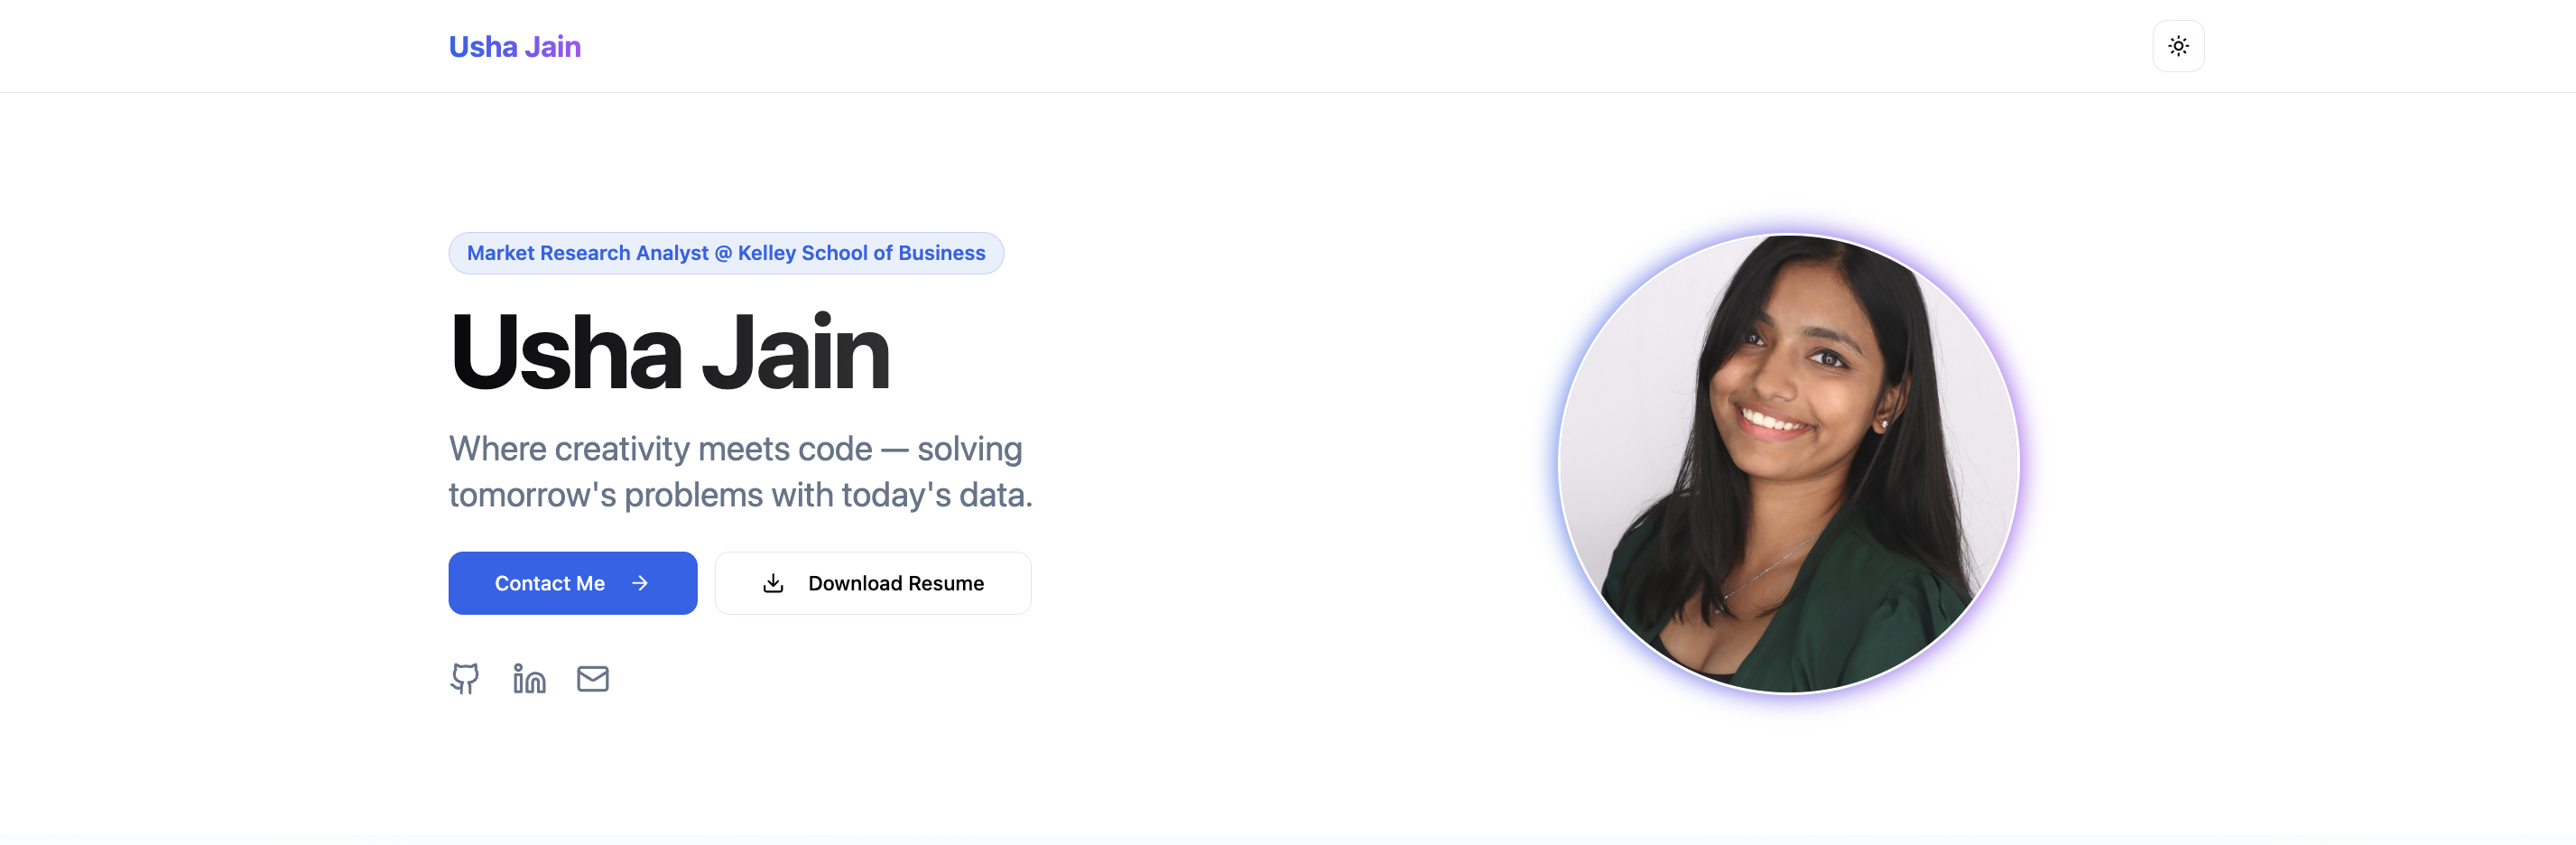 Usha Jain
Market Research Analyst @ Kelley School of Business
Usha Jain
Where creativity meets code — solving
tomorrow's problems with today's data.
Contact Me
Download Resume